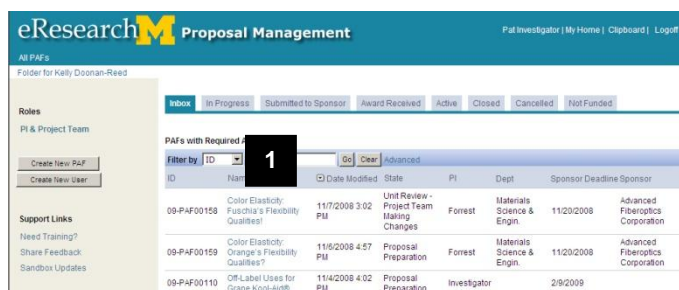 eResearch M Proposal Management
Pat Investigator | My Home | Clipboard | Logoff
All PAFs
Folder for Kelly Doonan-Reed
Roles
PI & Project Team
Create New PAF
Create New User
Support Links
Need Training?
Share Feedback
Sandbox Updates
Inbox In Progress Submitted to Sponsor Award Received Active Closed Cancelled Not Funded
PAFs with Required A
Filter by ID 1 Go Clear Advanced
ID Nam Date Modified State PI Dept Sponsor Deadline Sponsor
09-PAF00158 Color Elasticity: Fuschia's Flexibility Qualities! 11/7/2008 3:02 PM Unit Review - Project Team Making Changes Forrest Materials Science & Engin. 11/20/2008 Advanced Fiberoptics Corporation
09-PAF00159 Color Elasticity: Orange's Flexibility Qualities? 11/6/2008 4:57 PM Proposal Preparation Forrest Materials Science & Engin. 11/20/2008 Advanced Fiberoptics Corporation
09-PAF00110 Off-Label Uses for Grape Kool-Aid® 11/4/2008 4:02 PM Proposal Preparation Investigator 2/9/2009